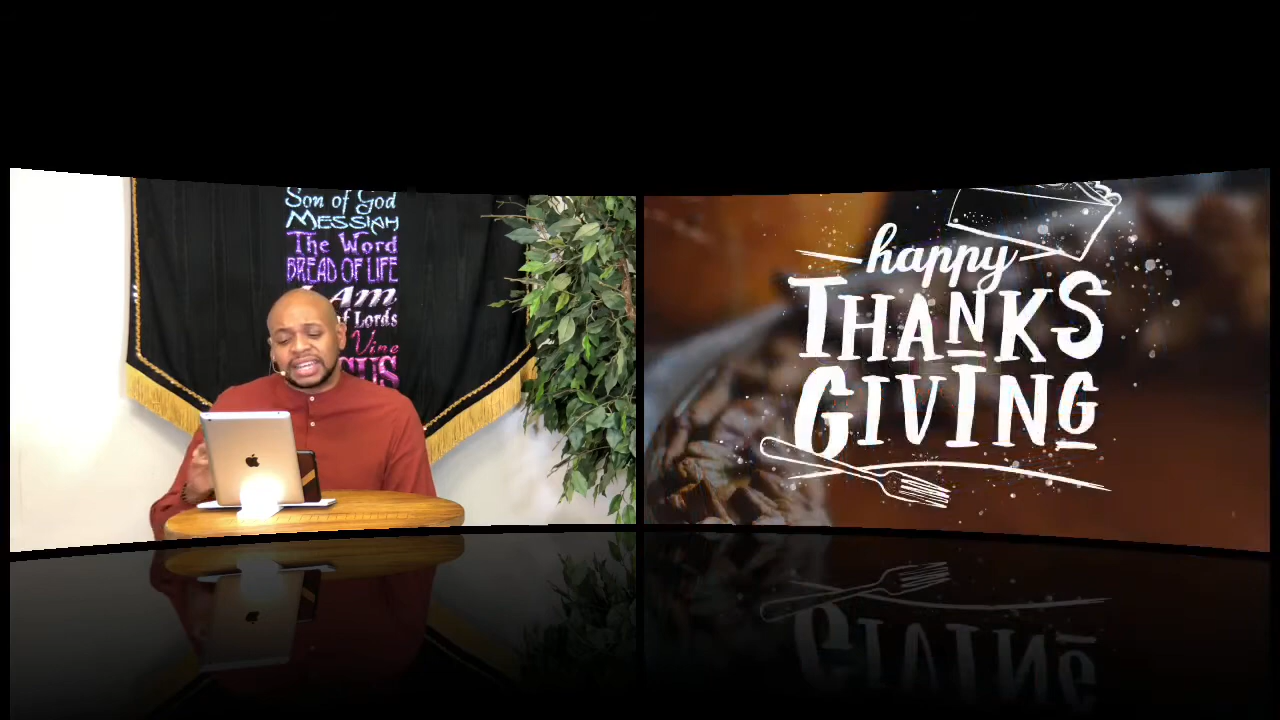 Son of God
MESSIAH
The Word
BREAD OF LIFE
I Am
of Lords
Vine
happy
THANKS
GIVING